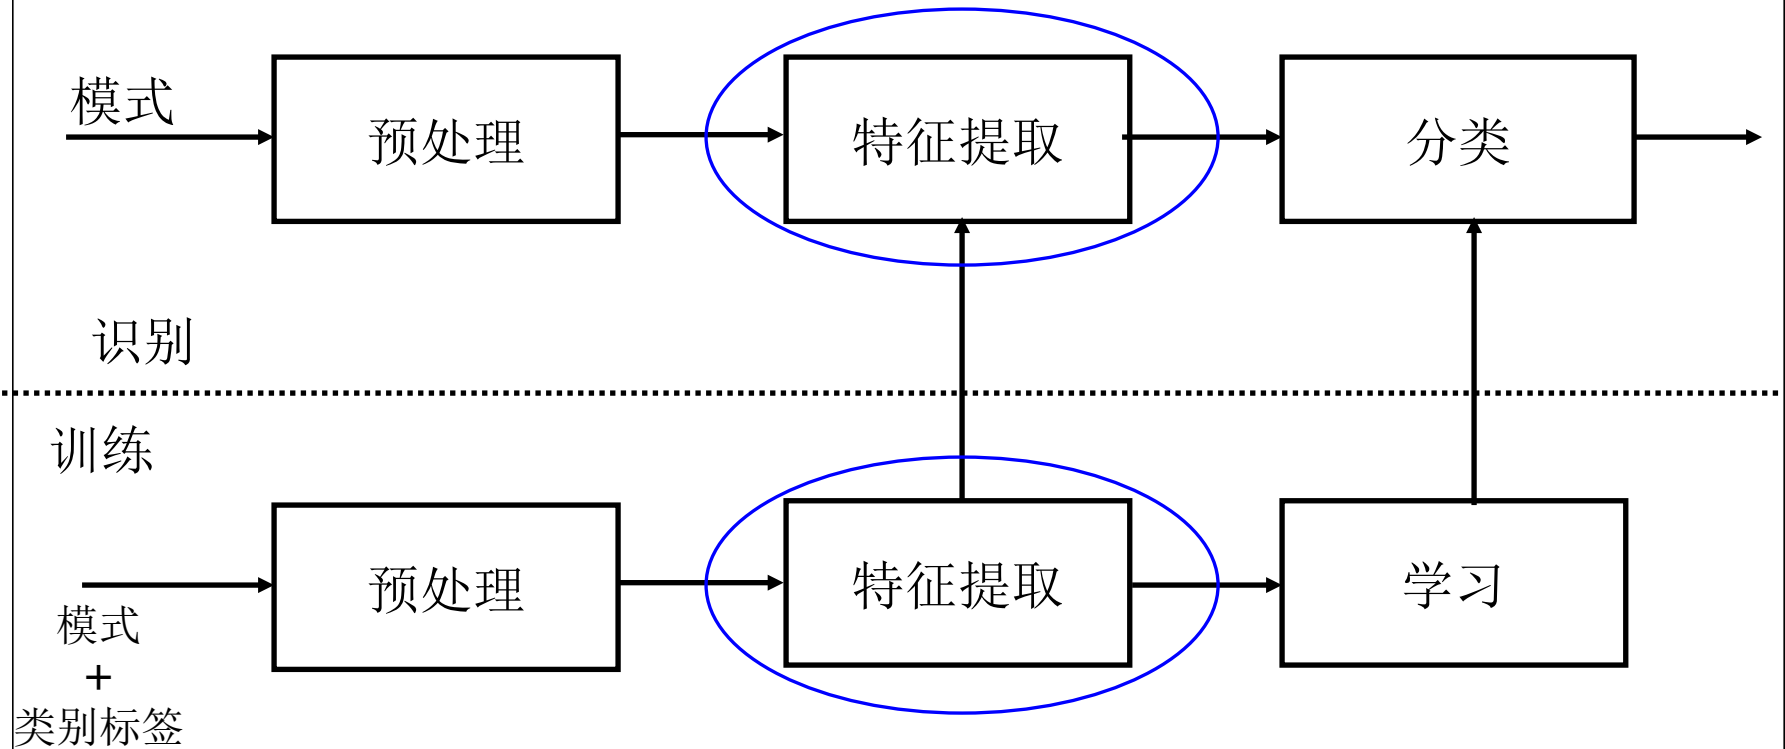 模式
预处理
特征提取
分类
识别
训练
预处理
特征提取
学习
模式
+
类别标签